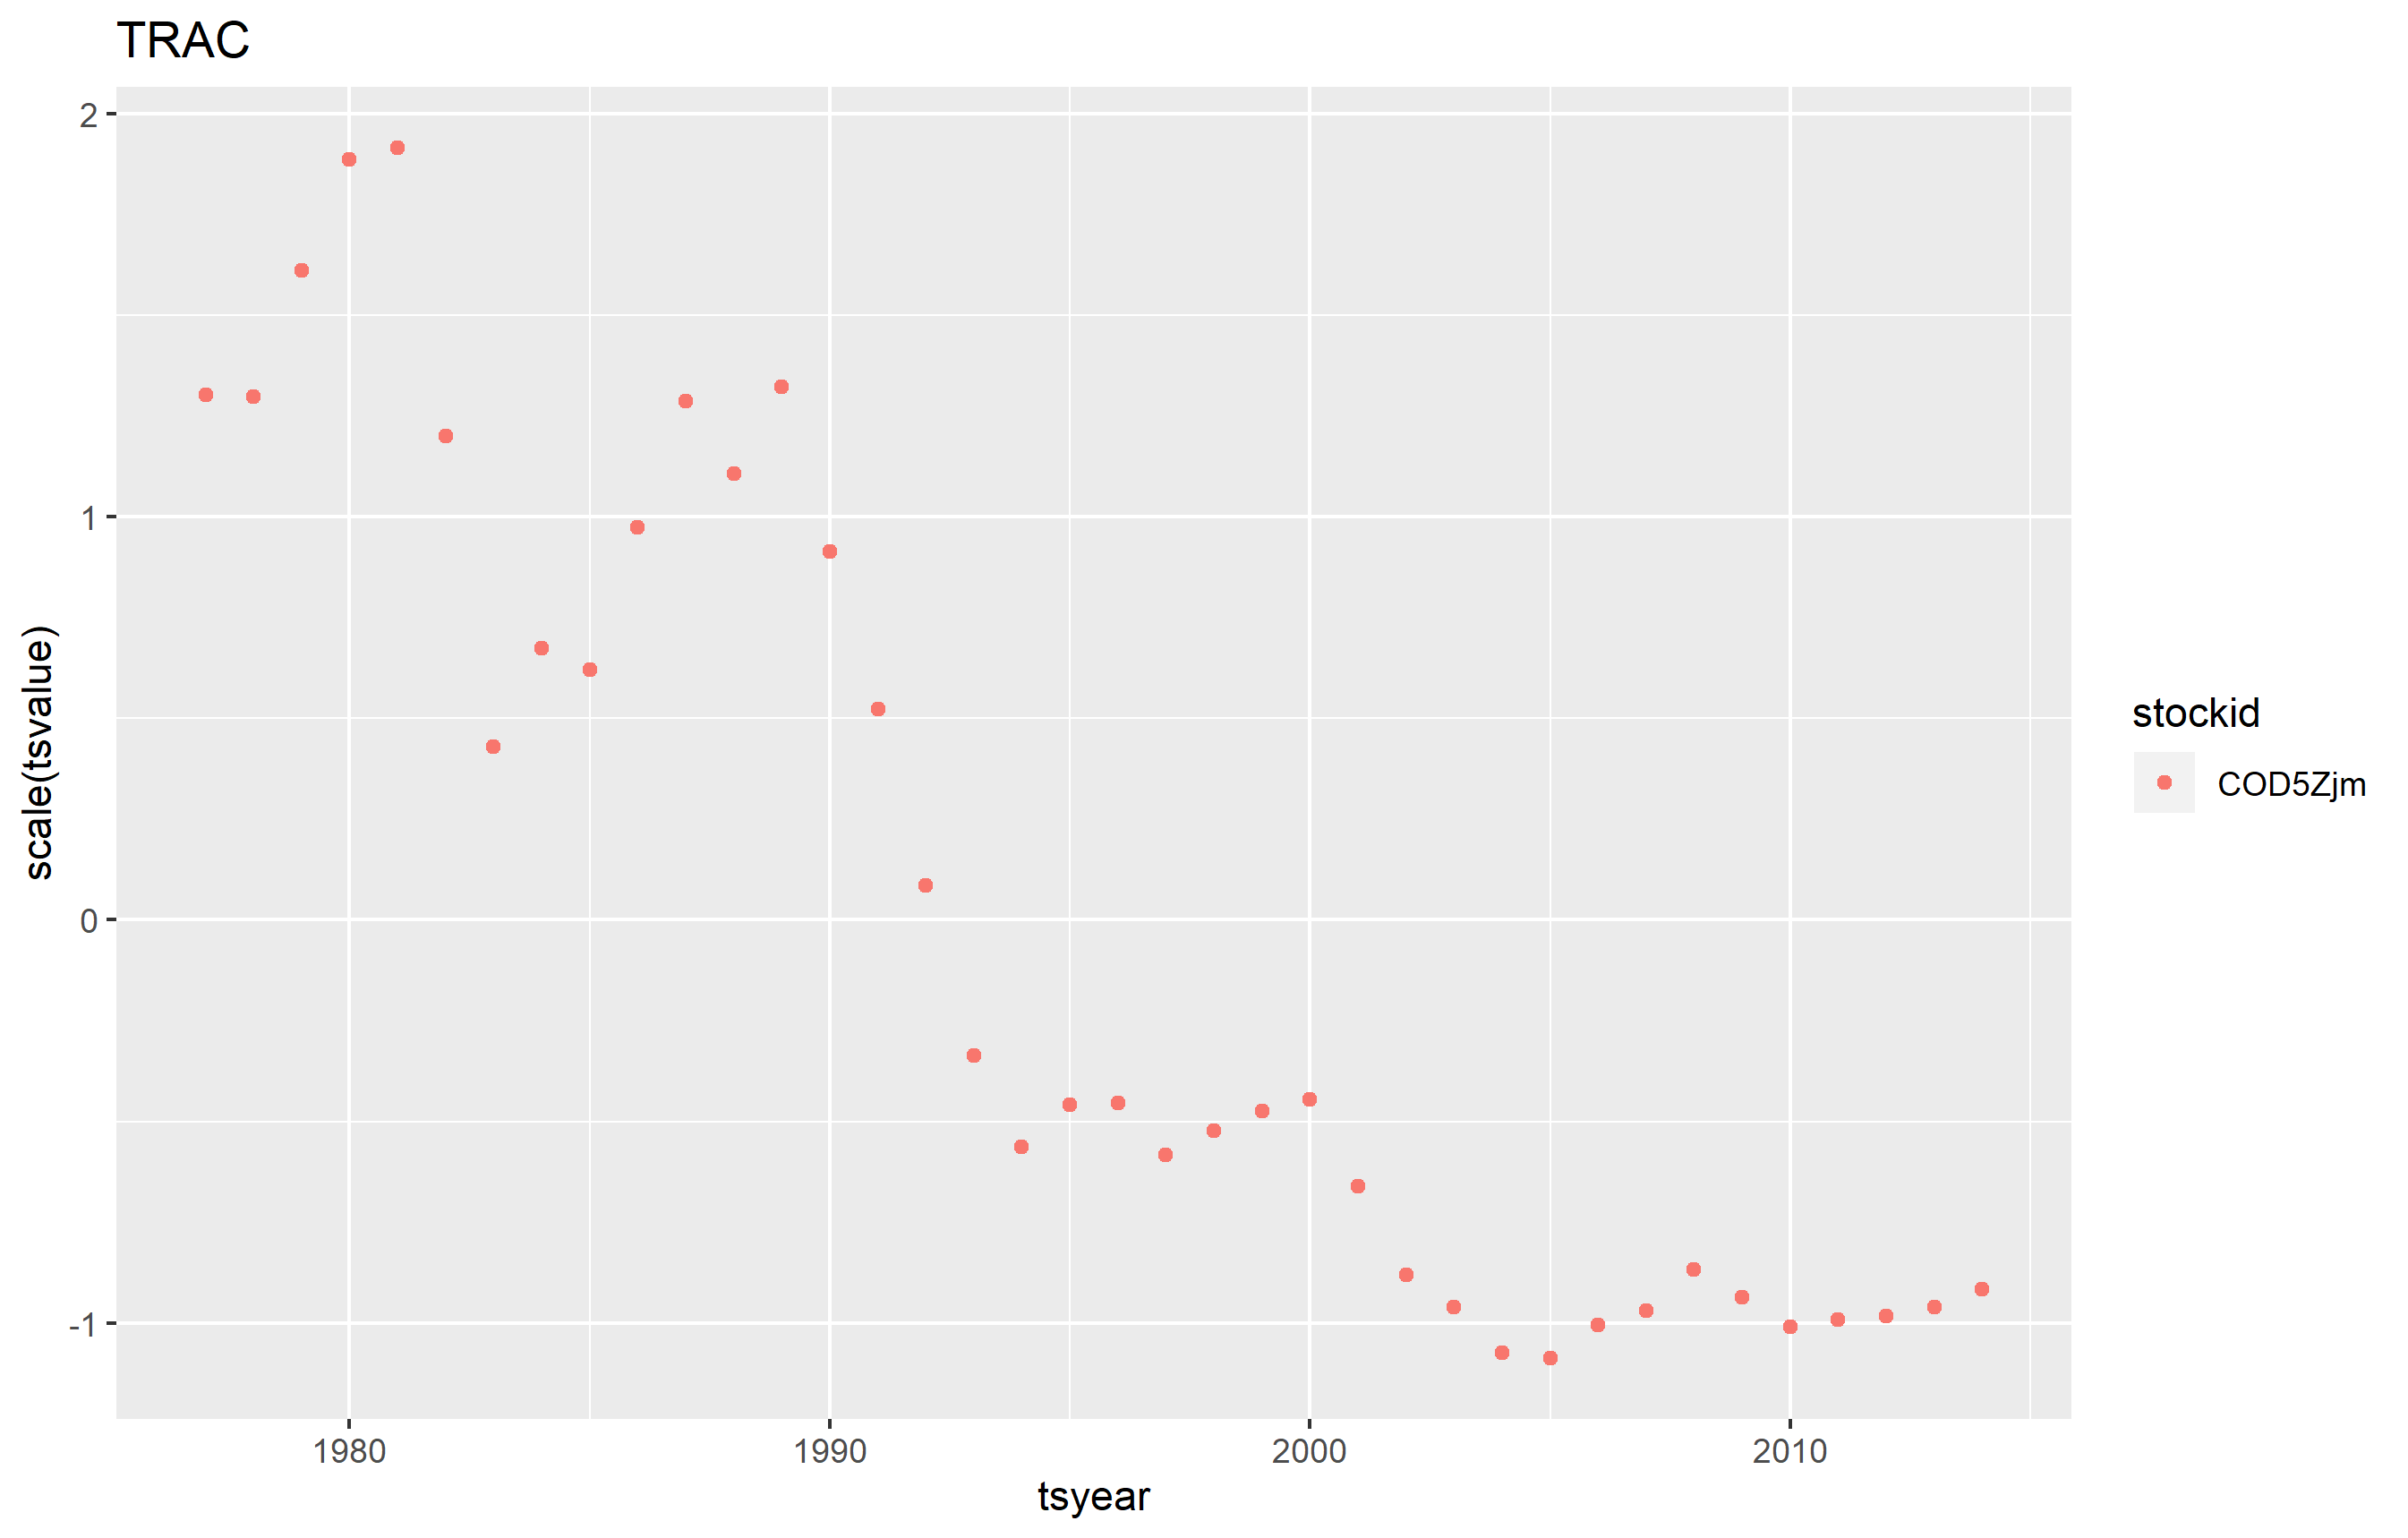 TRAC
2
1
0
-1
scale(tsvalue)
1980
1990
2000
2010
tsyear
stockid
COD5Zjm